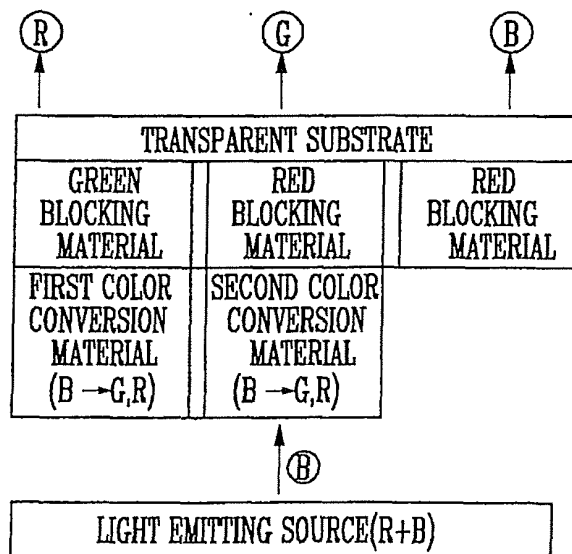 R G B
TRANSPARENT SUBSTRATE
GREEN
BLOCKING
MATERIAL
RED
BLOCKING
MATERIAL
RED
BLOCKING
MATERIAL
FIRST COLOR
CONVERSION
MATERIAL
(B → G,R)
SECOND COLOR
CONVERSION
MATERIAL
(B → G,R)
B
LIGHT EMITTING SOURCE(R+B)